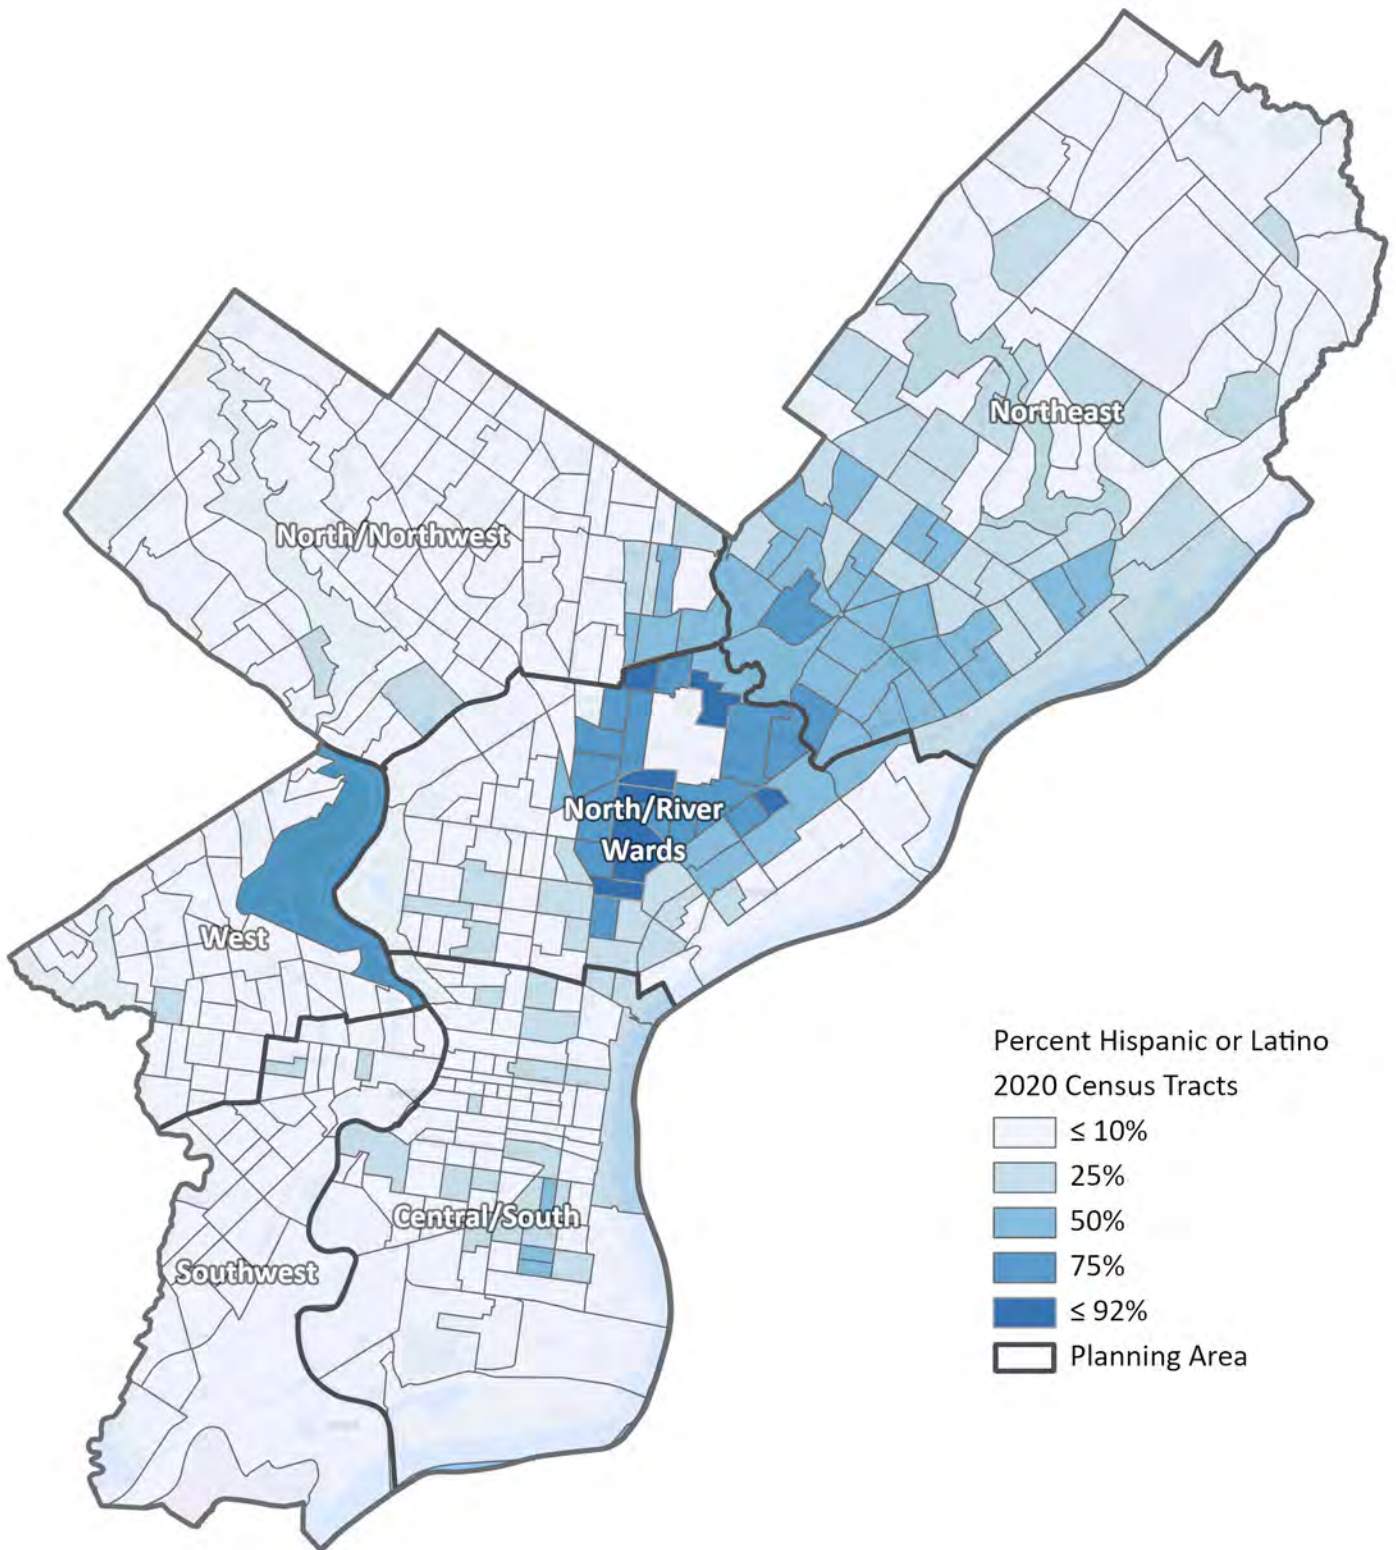 Northeast
North/Northwest
North/River
Wards
West
Central/South
Southwest
Percent Hispanic or Latino
2020 Census Tracts
≤ 10%
25%
50%
75%
≤ 92%
Planning Area